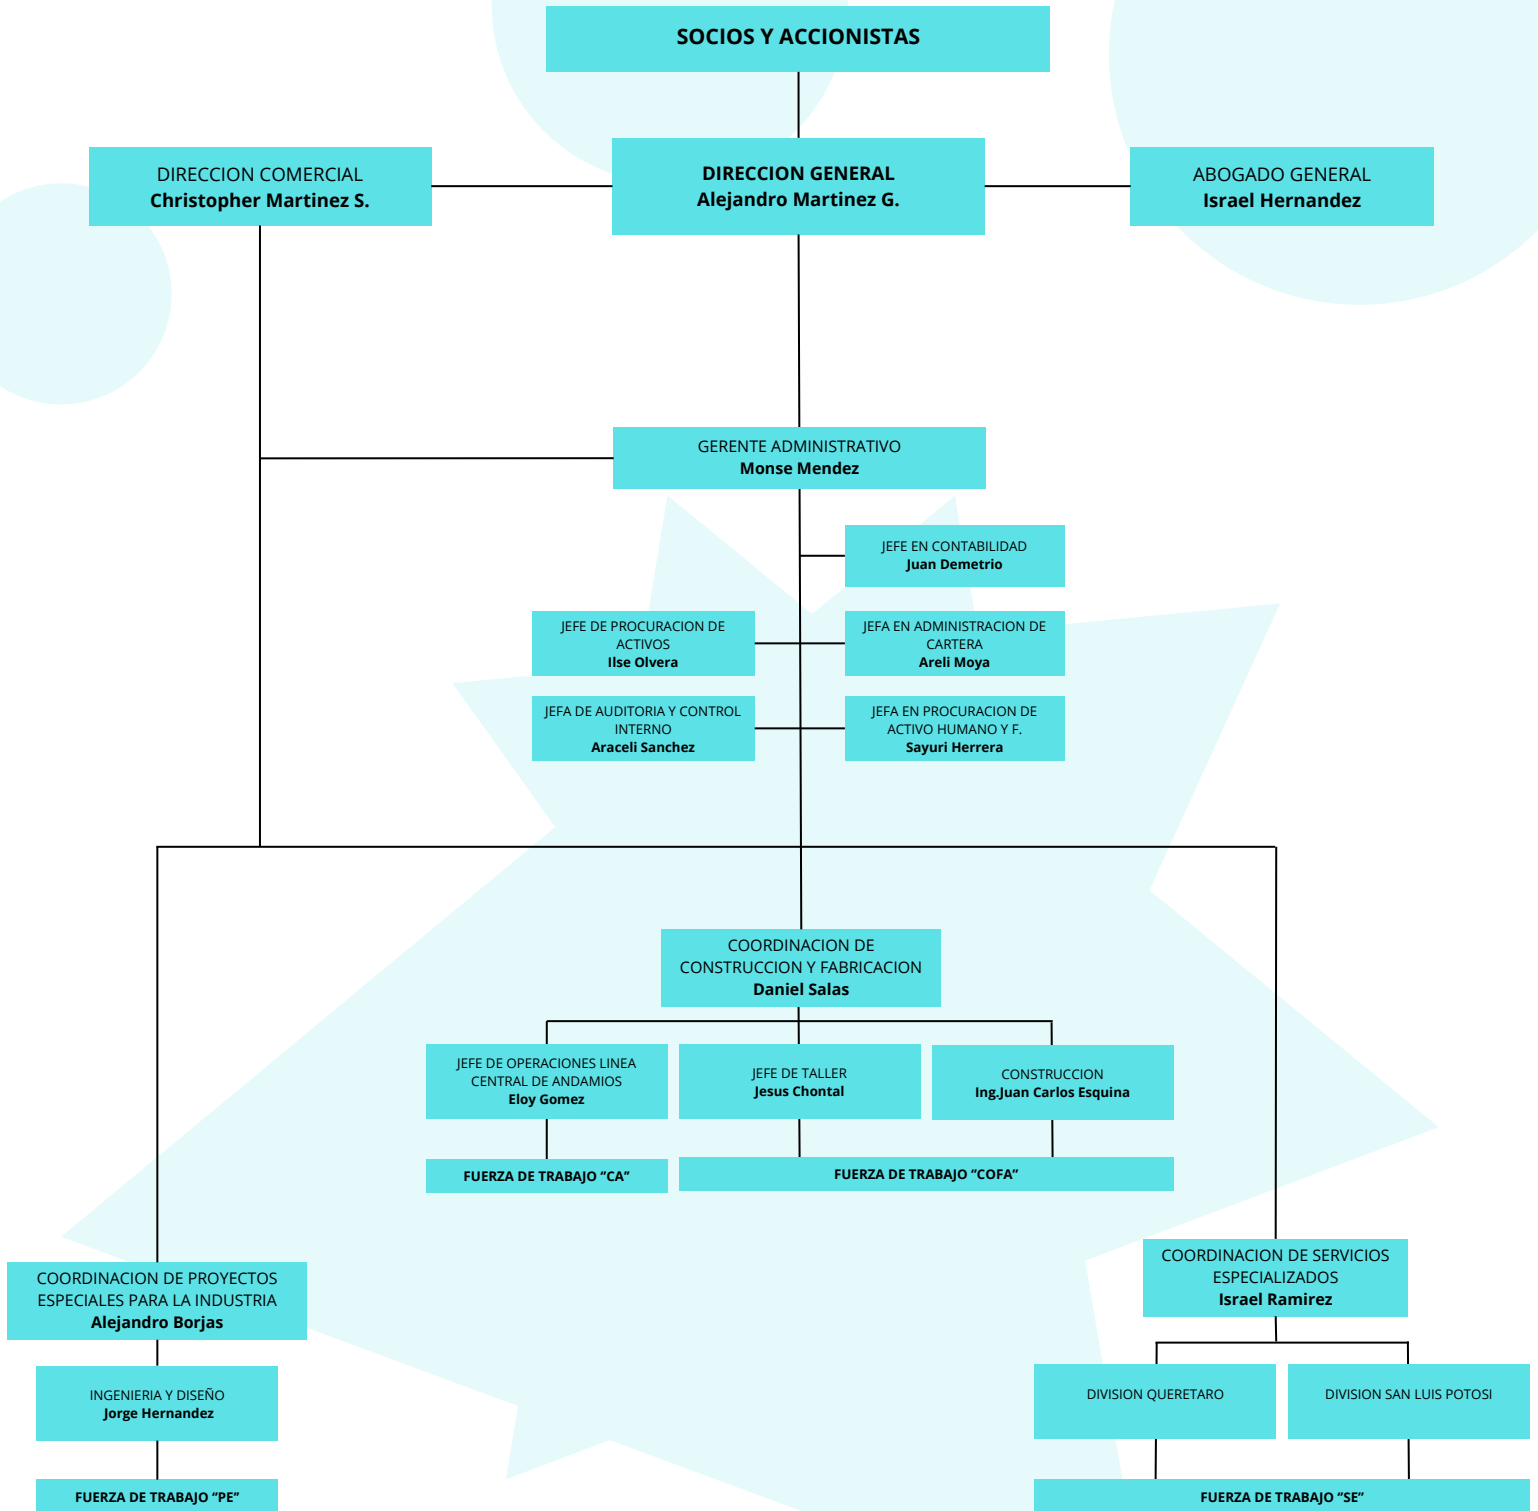 SOCIOS Y ACCIONISTAS
DIRECCION COMERCIAL
Christopher Martinez S.
DIRECCION GENERAL
Alejandro Martinez G.
ABOGADO GENERAL
Israel Hernandez
GERENTE ADMINISTRATIVO
Monse Mendez
JEFE EN CONTABILIDAD
Juan Demetrio
JEFE DE PROCURACION DE
ACTIVOS
Ilse Olvera
JEFA EN ADMINISTRACION DE
CARTERA
Areli Moya
JEFA DE AUDITORIA Y CONTROL
INTERNO
Araceli Sanchez
JEFA EN PROCURACION DE
ACTIVO HUMANO Y F.
Sayuri Herrera
COORDINACION DE
CONSTRUCCION Y FABRICACION
Daniel Salas
JEFE DE OPERACIONES LINEA
CENTRAL DE ANDAMIOS
Eloy Gomez
JEFE DE TALLER
Jesus Chontal
CONSTRUCCION
Ing.Juan Carlos Esquina
FUERZA DE TRABAJO “CA”
FUERZA DE TRABAJO “COFA”
COORDINACION DE PROYECTOS
ESPECIALES PARA LA INDUSTRIA
Alejandro Borjas
COORDINACION DE SERVICIOS
ESPECIALIZADOS
Israel Ramirez
INGENIERIA Y DISEÑO
Jorge Hernandez
DIVISION QUERETARO
DIVISION SAN LUIS POTOSI
FUERZA DE TRABAJO “PE”
FUERZA DE TRABAJO “SE”